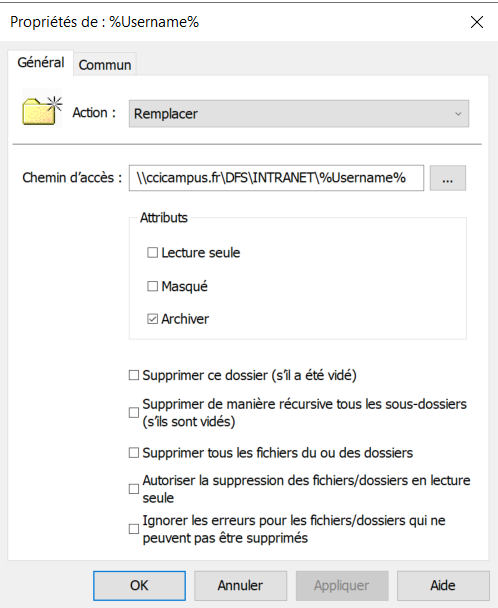 Propriétés de : %Username%
Général
Commun
Action :
Remplacer
Chemin d'accès :
\\ccicampus.fr\DFS\INTRANET\%Username%
...
Attributs
Lecture seule
Masqué
Archiver
Supprimer ce dossier (s'il a été vidé)
Supprimer de manière récursive tous les sous-dossiers
(s'ils sont vidés)
Supprimer tous les fichiers du ou des dossiers
Autoriser la suppression des fichiers/dossiers en lecture
seule
Ignorer les erreurs pour les fichiers/dossiers qui ne
peuvent pas être supprimés
OK
Annuler
Appliquer
Aide